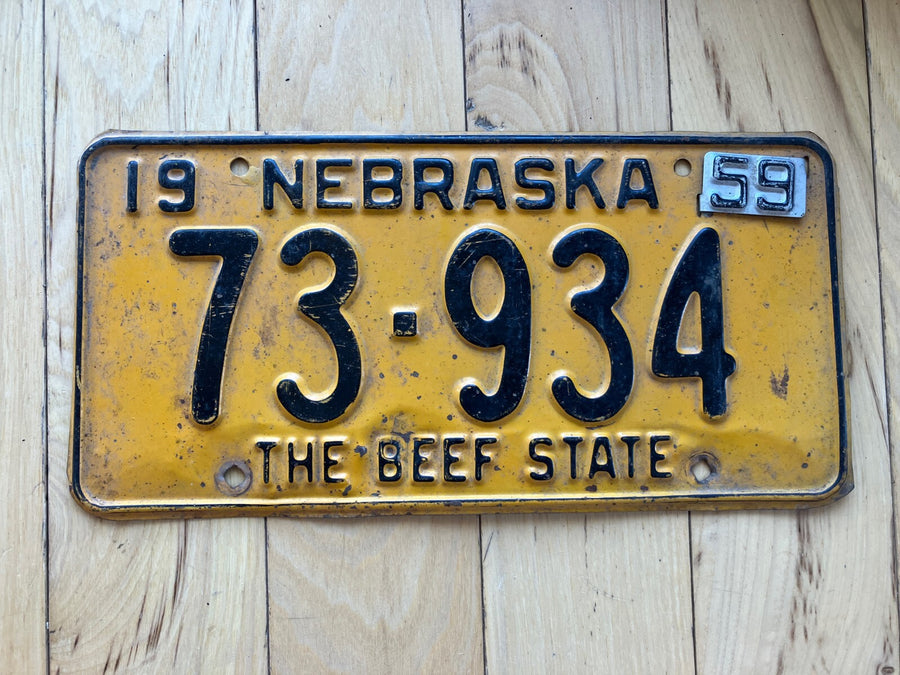 19 NEBRASKA 59
73-934
THE BEEF STATE